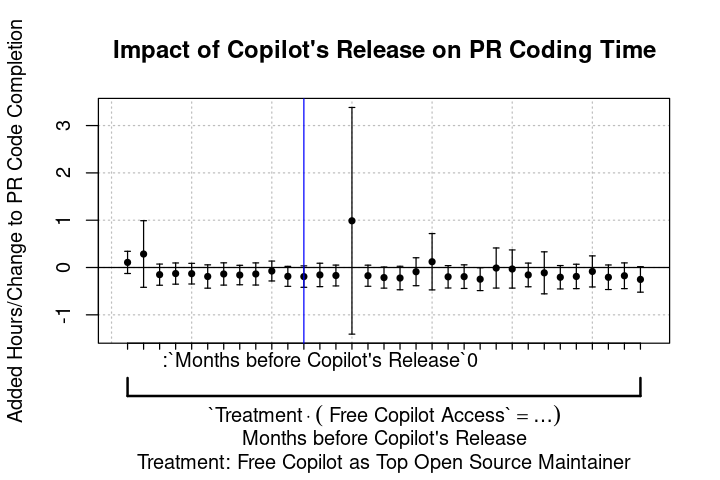 Impact of Copilot's Release on PR Coding Time
Added Hours/Change to PR Code Completion
3
2
1
0
-1
:`Months before Copilot's Release`0
`Treatment · ( Free Copilot Access` = …)
Months before Copilot's Release
Treatment: Free Copilot as Top Open Source Maintainer